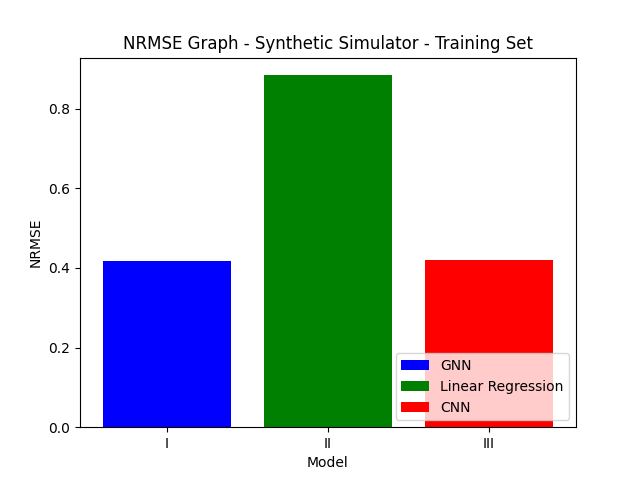 NRMSE Graph - Synthetic Simulator - Training Set
NRMSE
0.8
0.6
0.4
0.2
0.0
GNN
Linear Regression
CNN
I
II
III
Model